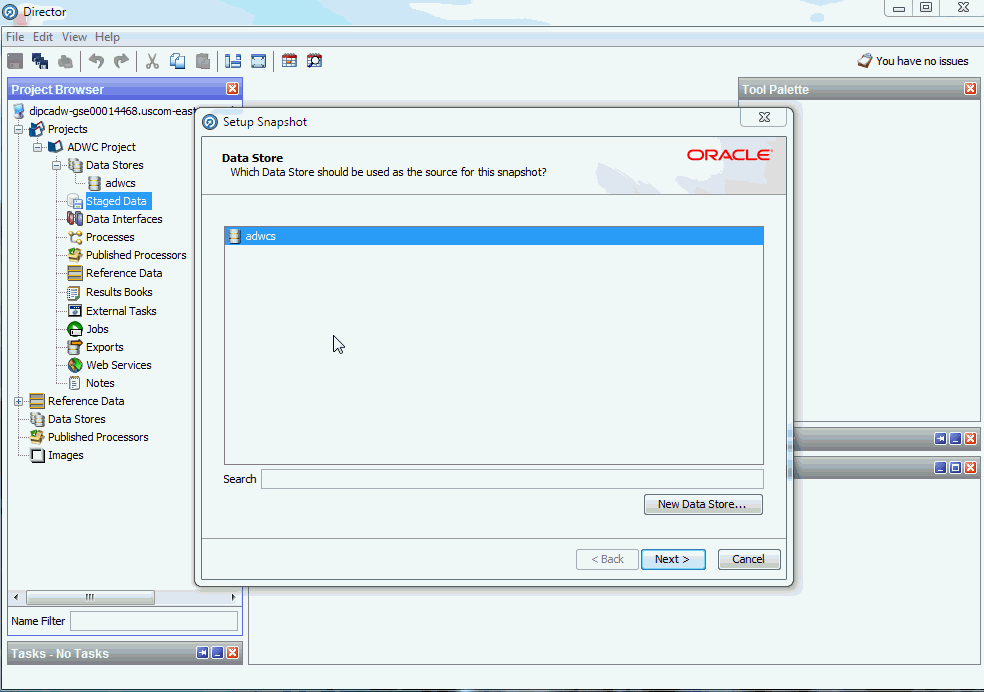 Director
File Edit View Help
You have no issues
Project Browser
Tool Palette
dipcadw-gse00014468.uscom-east
Projects
ADWC Project
Data Stores
adwcs
Staged Data
Data Interfaces
Processes
Published Processors
Reference Data
Results Books
External Tasks
Jobs
Exports
Web Services
Notes
Reference Data
Data Stores
Published Processors
Images
Name Filter
Tasks - No Tasks
Setup Snapshot
Data Store
Which Data Store should be used as the source for this snapshot?
ORACLE
adwcs
Search
New Data Store...
< Back
Next >
Cancel